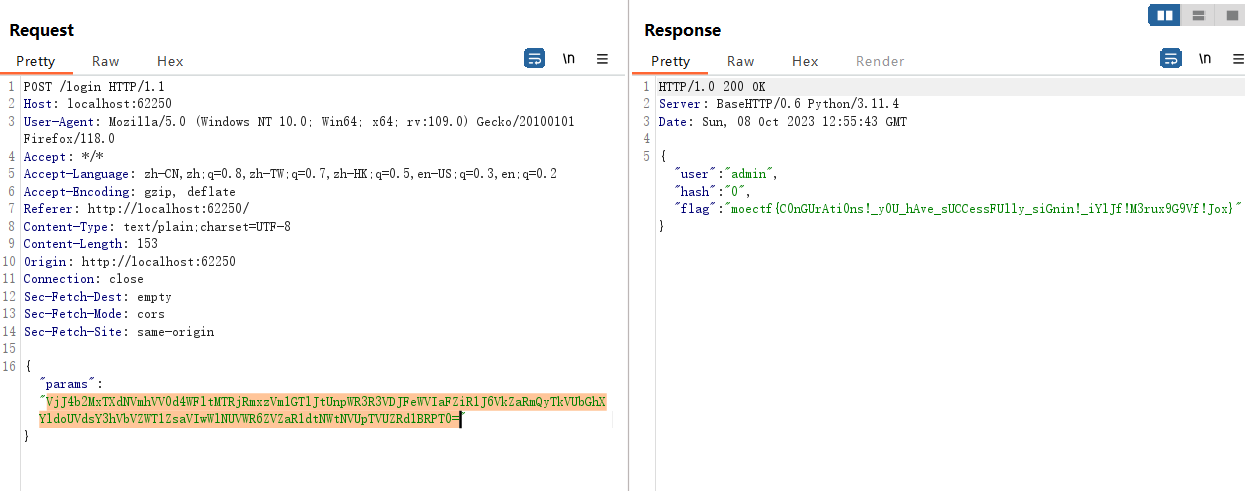 Request
Pretty Raw Hex \n
1 POST /login HTTP/1.1
2 Host: localhost:62250
3 User-Agent: Mozilla/5.0 (Windows NT 10.0; Win64; x64; rv:109.0) Gecko/20100101
Firefox/118.0
4 Accept: */*
5 Accept-Language: zh-CN,zh;q=0.8,zh-TW;q=0.7,zh-HK;q=0.5,en-US;q=0.3,en;q=0.2
6 Accept-Encoding: gzip, deflate
7 Referer: http://localhost:62250/
8 Content-Type: text/plain;charset=UTF-8
9 Content-Length: 153
10 Origin: http://localhost:62250
11 Connection: close
12 Sec-Fetch-Dest: empty
13 Sec-Fetch-Mode: cors
14 Sec-Fetch-Site: same-origin
15
16 {
"params":
}
Response
Pretty Raw Hex Render \n
1 HTTP/1.0 200 OK
2 Server: BaseHTTP/0.6 Python/3.11.4
3 Date: Sun, 08 Oct 2023 12:55:43 GMT
4
5 {
"user":"admin",
"hash":"0",
"flag":"moectf{C0nGUrAti0ns!_y0U_hAve_sUCCessFUlly_siGnin!_iYlJf!M3rux9G9Vf!Jox}"
}